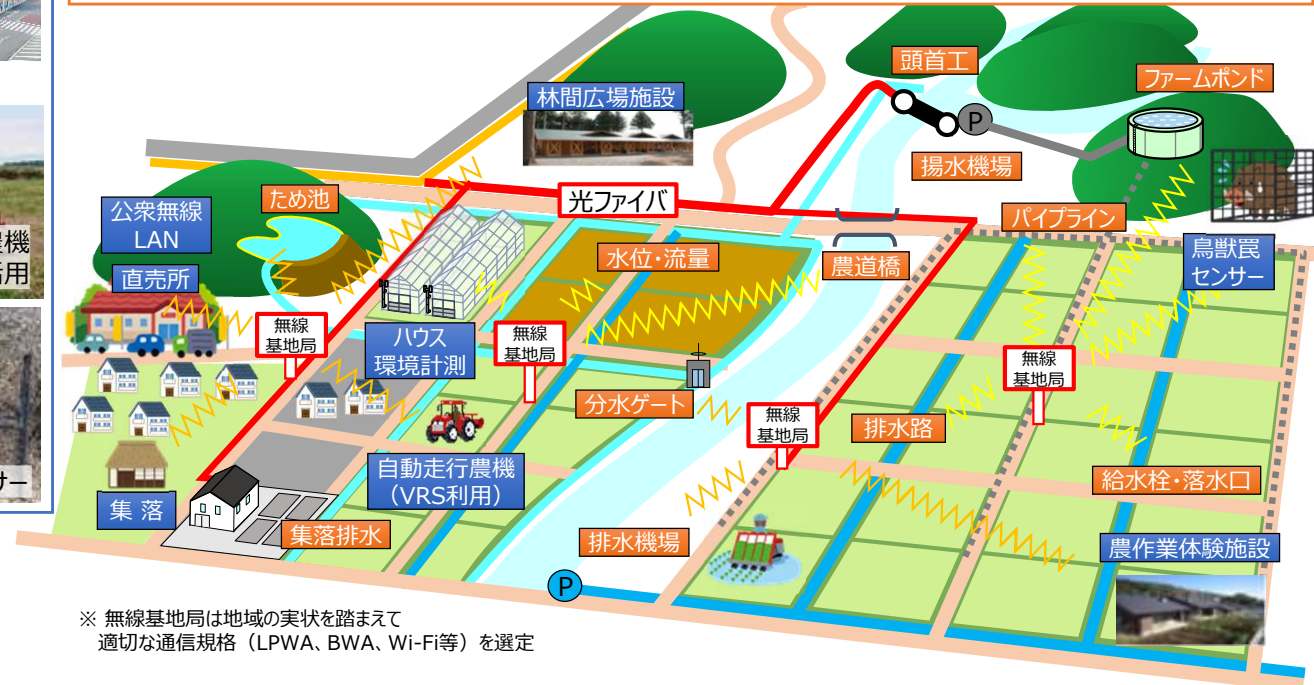 頭首工
ファームポンド
P
林間広場施設
揚水機場
光ファイバ
パイプライン
公衆無線
LAN
ため池
鳥獣罠
センサー
水位・流量
農道橋
直売所
無線
基地局
ハウス
環境計測
無線
基地局
無線
基地局
分水ゲート
無線
基地局
排水路
自動走行農機
（VRS利用）
給水栓・落水口
集 落
集落排水
排水機場
農作業体験施設
P
※ 無線基地局は地域の実状を踏まえて
適切な通信規格（LPWA、BWA、Wi-Fi等）を選定